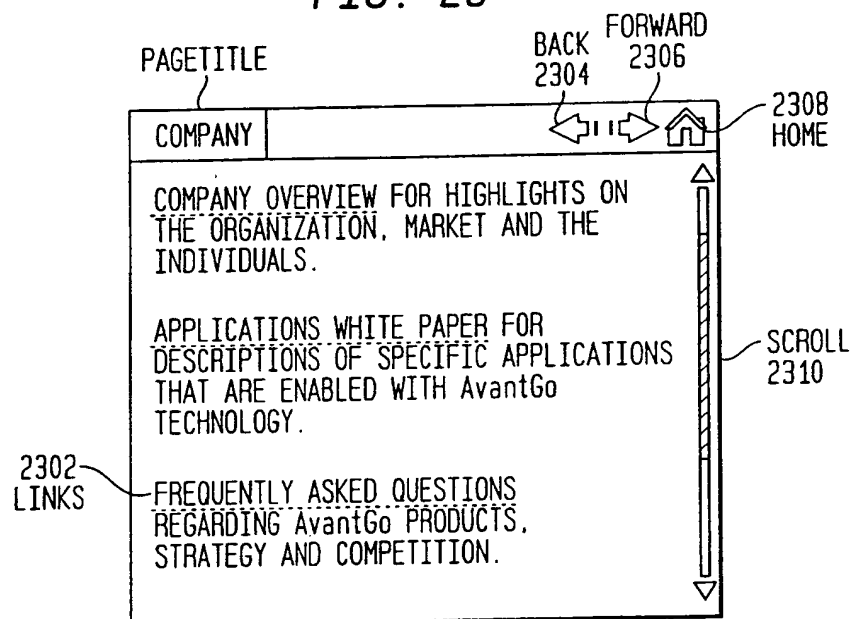 PAGETITLE
BACK
2304
FORWARD
2306
2308
HOME
COMPANY
COMPANY OVERVIEW FOR HIGHLIGHTS ON
THE ORGANIZATION, MARKET AND THE
INDIVIDUALS.
APPLICATIONS WHITE PAPER FOR
DESCRIPTIONS OF SPECIFIC APPLICATIONS
THAT ARE ENABLED WITH AvantGo
TECHNOLOGY.
SCROLL
2310
2302
LINKS
FREQUENTLY ASKED QUESTIONS
REGARDING AvantGo PRODUCTS,
STRATEGY AND COMPETITION.